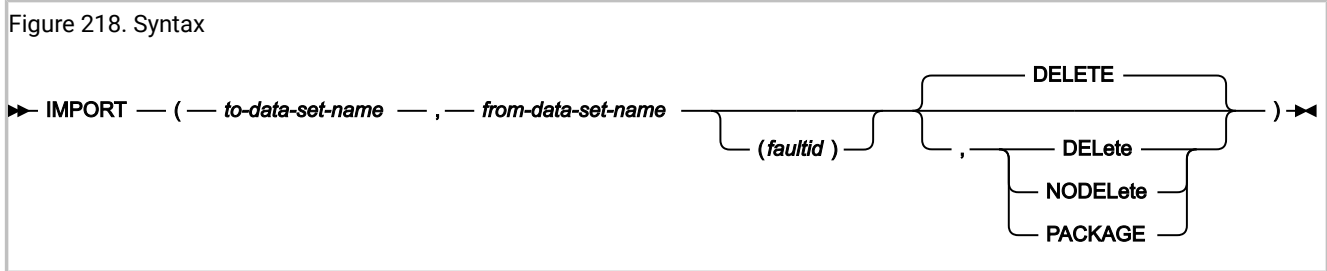 Figure 218. Syntax
DELETE
IMPORT ( to-data-set-name , from-data-set-name )
(faultid) , DELete
NODELete
PACKAGE